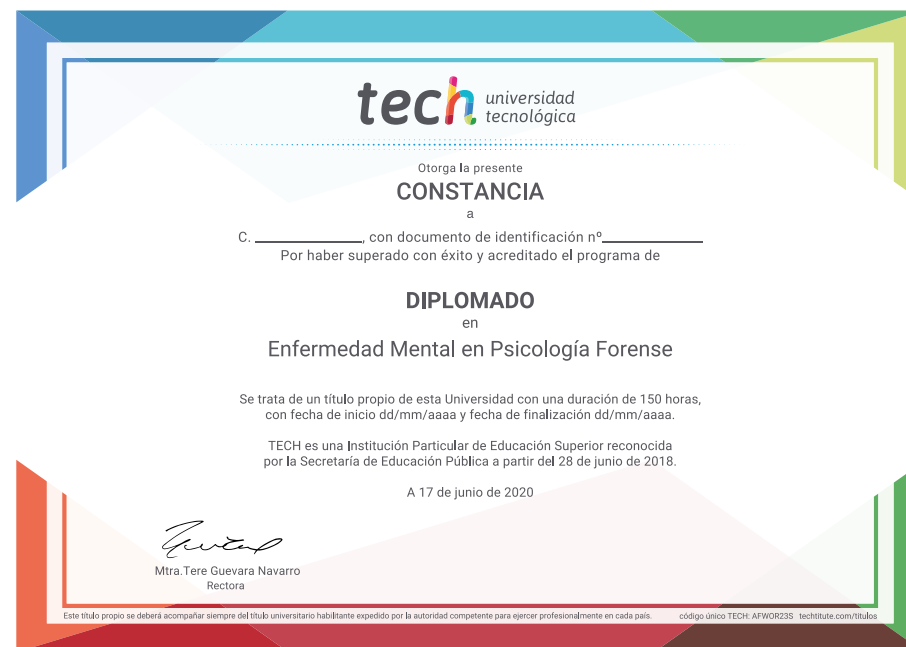 tech universidad
tecnológica
Otorga la presente
CONSTANCIA
a
C. ______________, con documento de identificación nº_____________
Por haber superado con éxito y acreditado el programa de
DIPLOMADO
en
Enfermedad Mental en Psicología Forense
Se trata de un título propio de esta Universidad con una duración de 150 horas,
con fecha de inicio dd/mm/aaaa y fecha de finalización dd/mm/aaaa.
TECH es una Institución Particular de Educación Superior reconocida
por la Secretaría de Educación Pública a partir del 28 de junio de 2018.
A 17 de junio de 2020
Mtra.Tere Guevara Navarro
Rectora
Este título propio se deberá acompañar siempre del título universitario habilitante expedido por la autoridad competente para ejercer profesionalmente en cada país. código único TECH: AFWOR23S techtitute.com/titulos